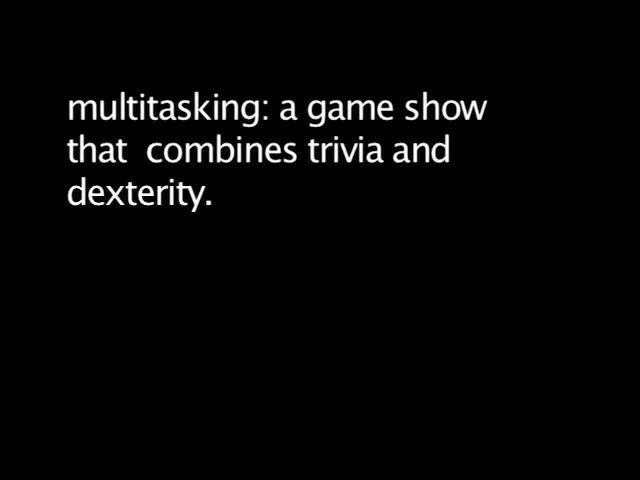 multitasking: a game show
that  combines trivia and
dexterity.